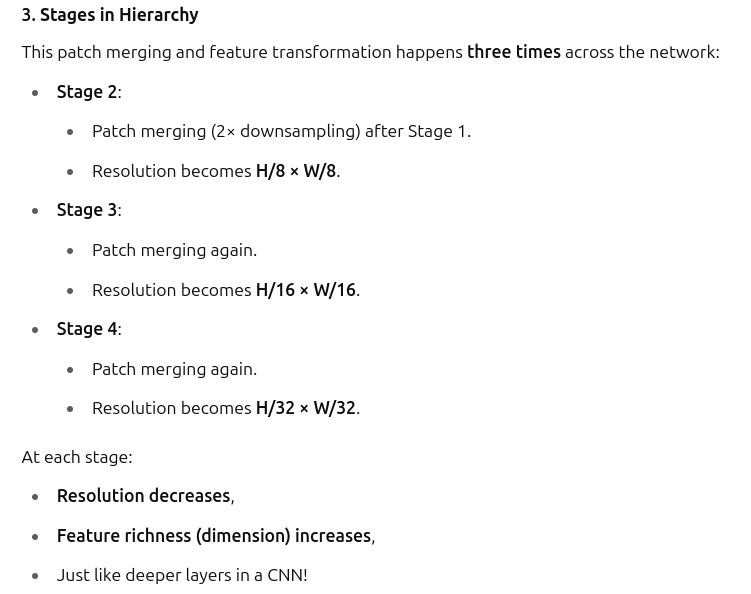 3. Stages in Hierarchy
This patch merging and feature transformation happens three times across the network:
• Stage 2:
• Patch merging (2× downsampling) after Stage 1.
• Resolution becomes H/8 × W/8.
• Stage 3:
• Patch merging again.
• Resolution becomes H/16 × W/16.
• Stage 4:
• Patch merging again.
• Resolution becomes H/32 × W/32.
At each stage:
• Resolution decreases,
• Feature richness (dimension) increases,
• Just like deeper layers in a CNN!